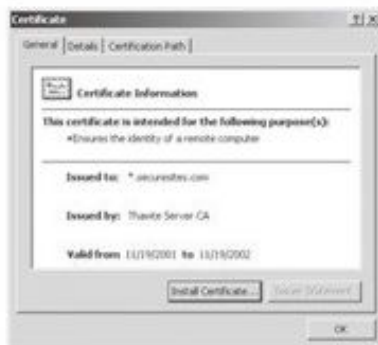 Certificate
General Details Certification Path
Certificate Information
This certificate is intended for the following purpose(s):
•Ensures the identity of a remote computer
Issued to: *.securesites.com
Issued by: Thawte Server CA
Valid from 11/19/2001 to 11/19/2002
Install Certificate... Issuer Statement
OK